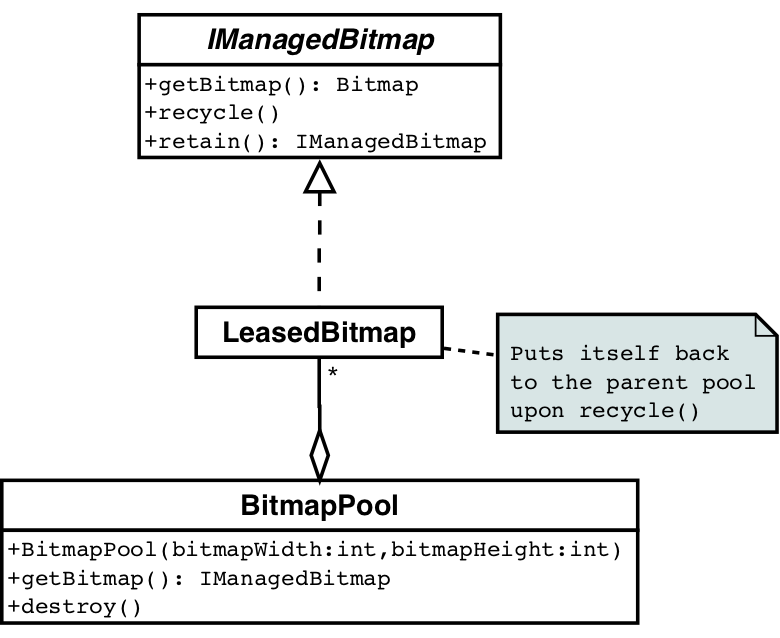 IManagedBitmap
+getBitmap(): Bitmap
+recycle()
+retain(): IManagedBitmap
LeasedBitmap
*
Puts itself back
to the parent pool
upon recycle()
BitmapPool
+BitmapPool(bitmapWidth:int,bitmapHeight:int)
+getBitmap(): IManagedBitmap
+destroy()